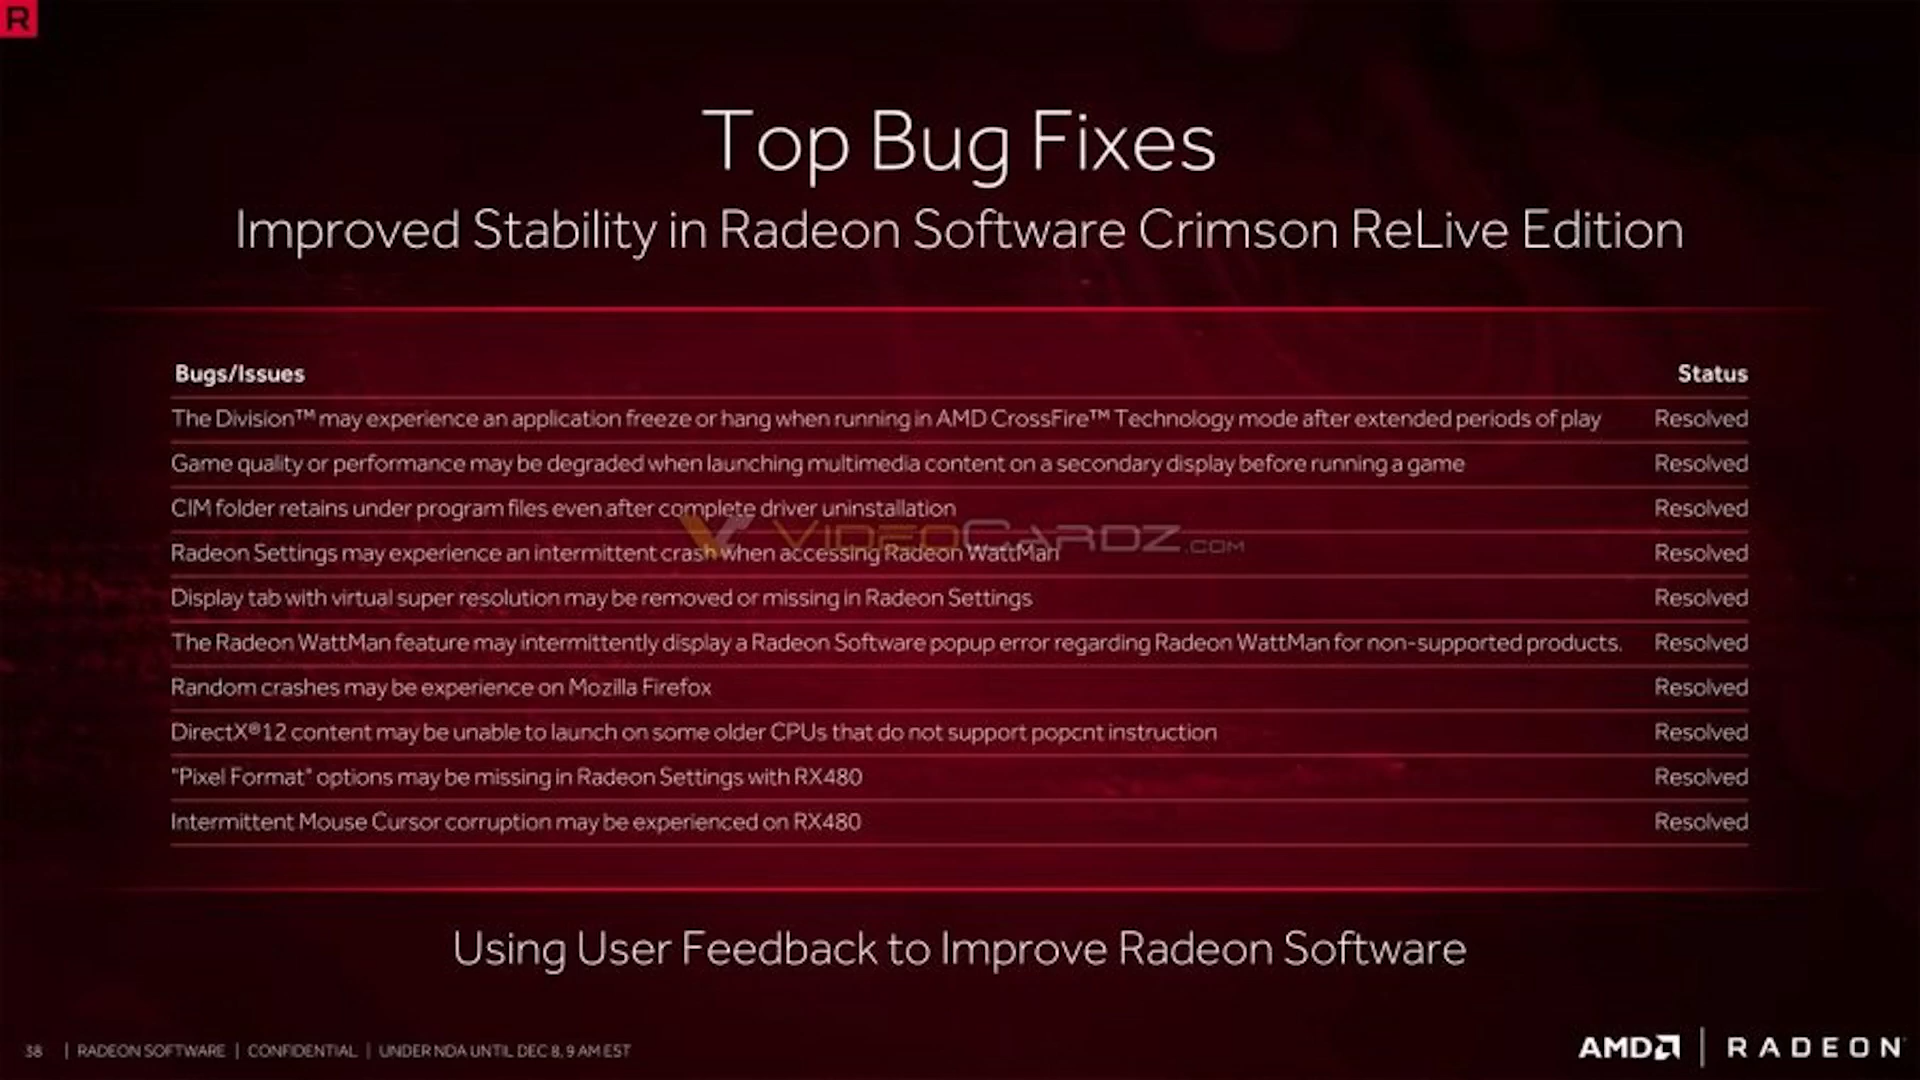 R
Top Bug Fixes
Improved Stability in Radeon Software Crimson ReLive Edition
Bugs/Issues Status
The Division™ may experience an application freeze or hang when running in AMD CrossFire™ Technology mode after extended periods of play Resolved
Game quality or performance may be degraded when launching multimedia content on a secondary display before running a game Resolved
CIM folder retains under program files even after complete driver uninstallation Resolved
VIDEOCARDZ.COM
Radeon Settings may experience an intermittent crash when accessing Radeon WattMan Resolved
Display tab with virtual super resolution may be removed or missing in Radeon Settings Resolved
The Radeon WattMan feature may intermittently display a Radeon Software popup error regarding Radeon WattMan for non-supported products. Resolved
Random crashes may be experience on Mozilla Firefox Resolved
DirectX®12 content may be unable to launch on some older CPUs that do not support popcnt instruction Resolved
"Pixel Format" options may be missing in Radeon Settings with RX480 Resolved
Intermittent Mouse Cursor corruption may be experienced on RX480 Resolved
Using User Feedback to Improve Radeon Software
38 | RADEON SOFTWARE | CONFIDENTIAL | UNDER NDA UNTIL DEC 8, 9 AM EST
AMD | RADEON